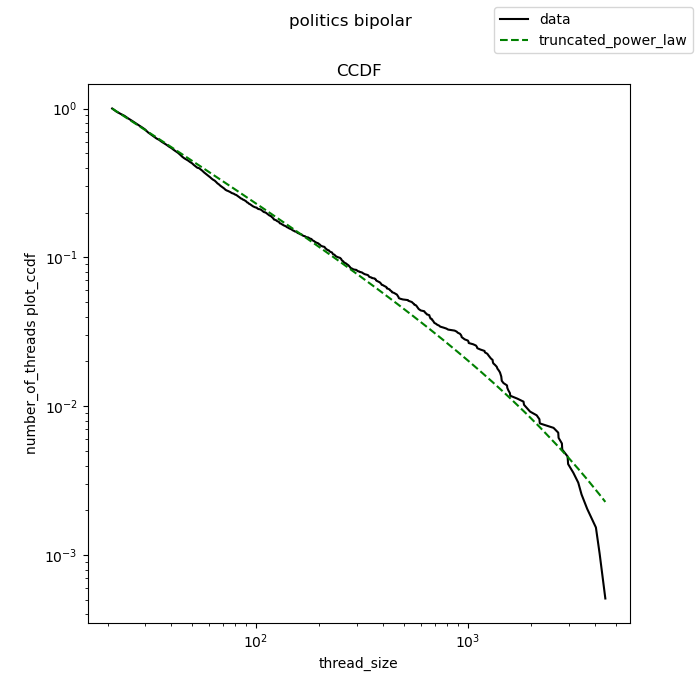 politics bipolar
data
truncated_power_law
CCDF
10⁰
10⁻¹
10⁻²
10⁻³
number_of_threads plot_ccdf
10²
10³
thread_size